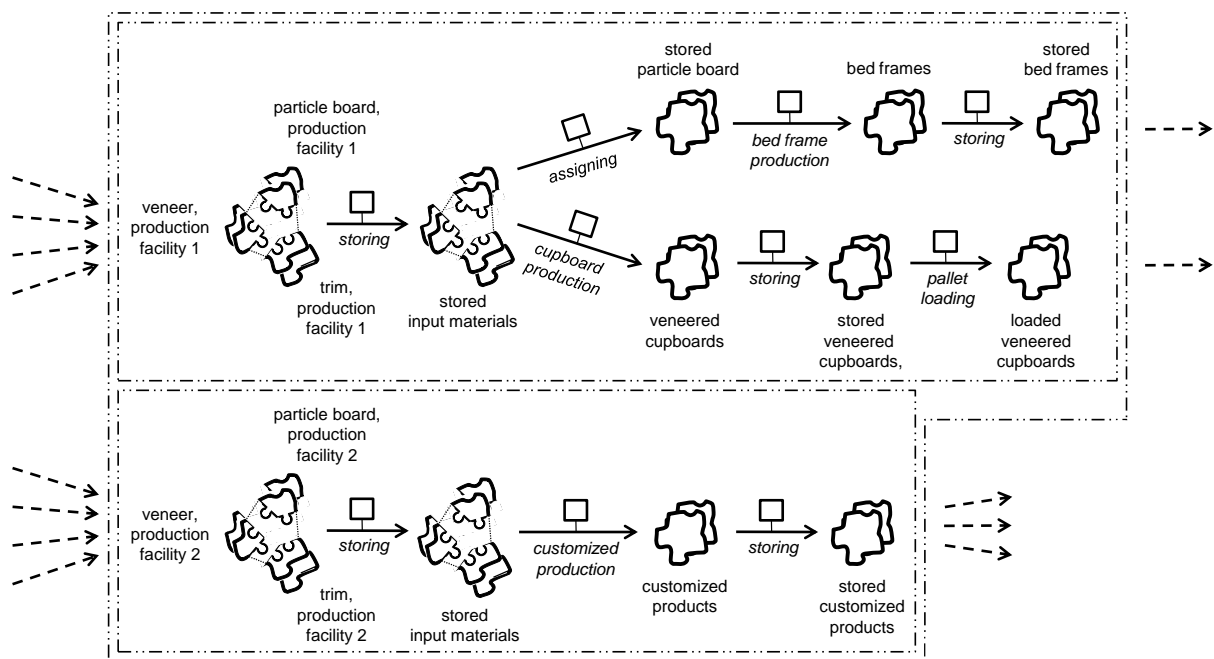 stored
particle board
bed frames
stored
bed frames
particle board,
production
facility 1
assigning
bed frame
production
storing
veneer,
production
facility 1
storing
cupboard
production
storing
pallet
loading
trim,
production
facility 1
stored
input materials
veneered
cupboards
stored
veneered
cupboards,
loaded
veneered
cupboards
particle board,
production
facility 2
veneer,
production
facility 2
storing
customized
production
storing
trim,
production
facility 2
stored
input materials
customized
products
stored
customized
products